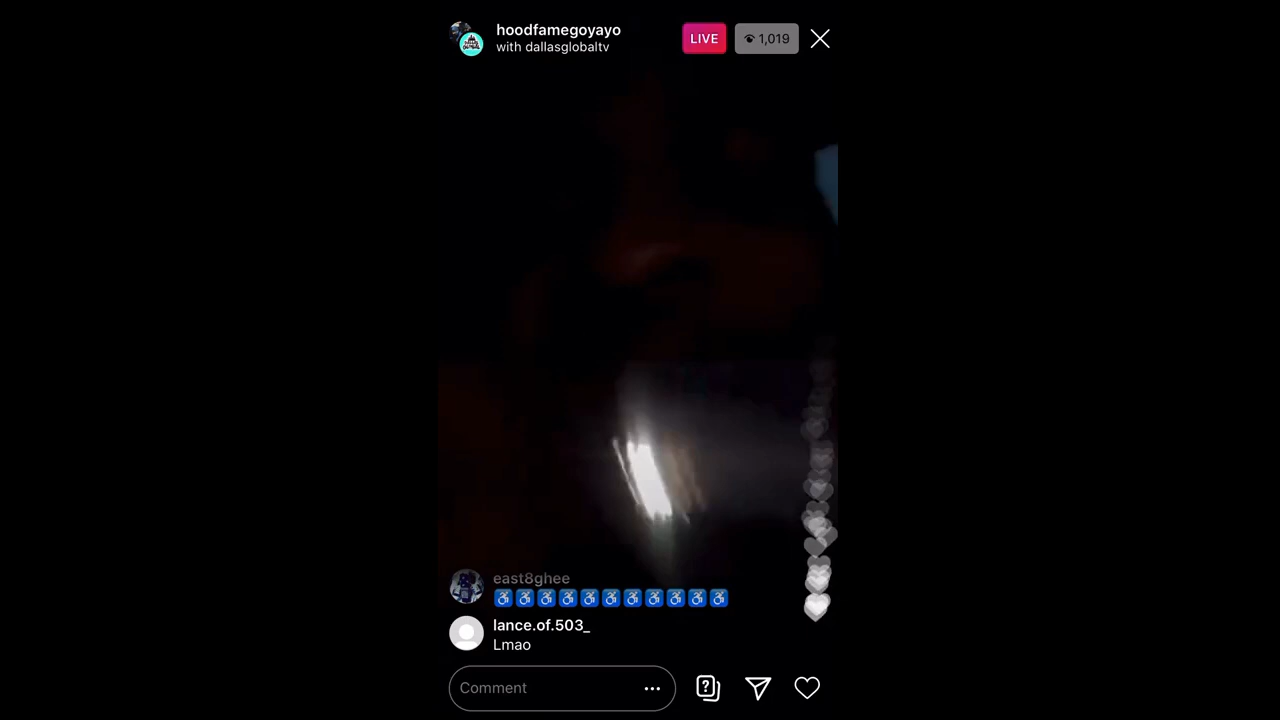 hoodfamegoyayo
with dallasglobaltv
LIVE
1,019
east8ghee
♿♿♿♿♿♿♿♿♿♿♿
lance.of.503_
Lmao
Comment